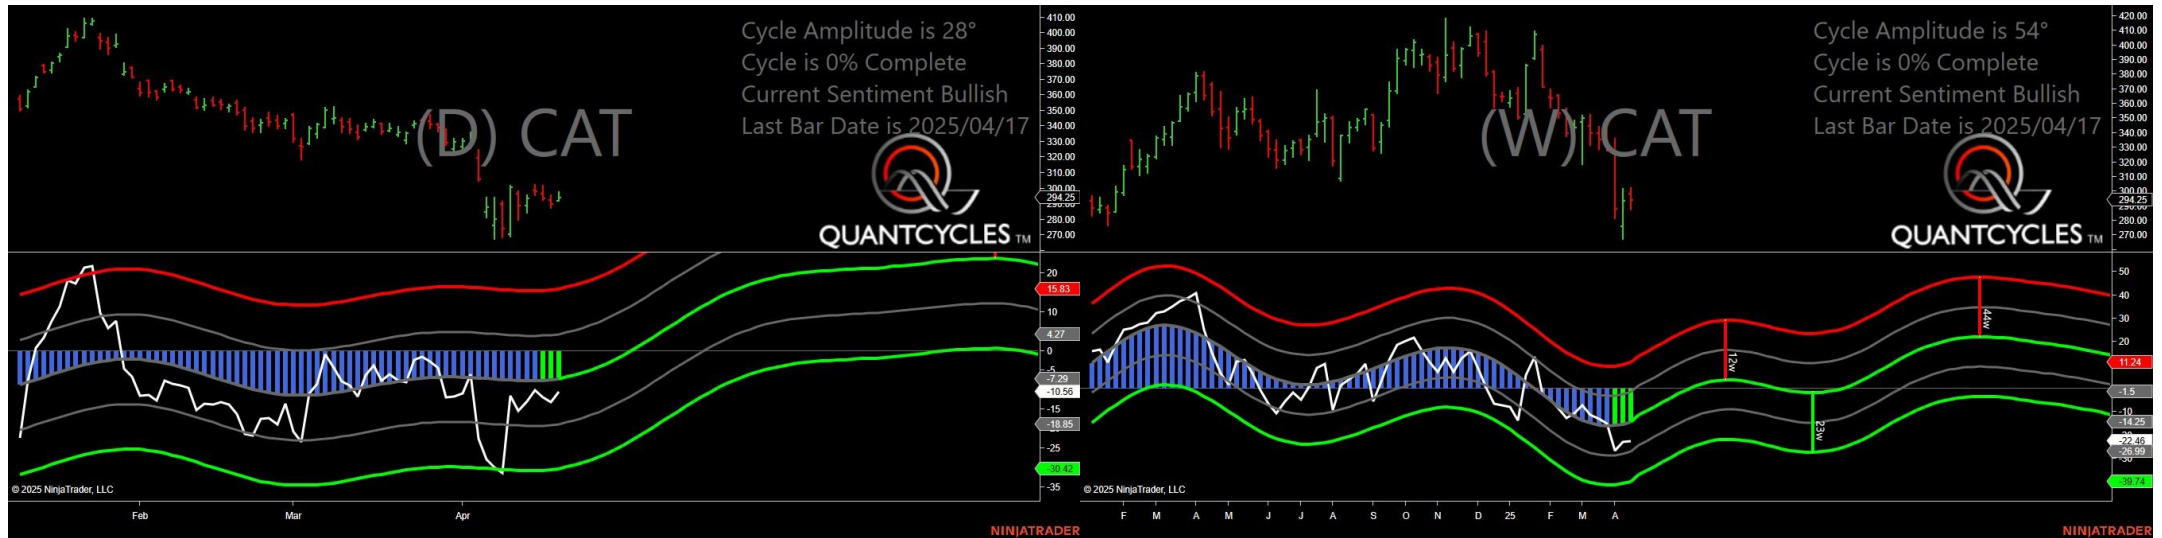 Cycle Amplitude is 28°
Cycle is 0% Complete
Current Sentiment Bullish
Last Bar Date is 2025/04/17
(D) CAT
QUANTCYCLES TM
410.00
400.00
390.00
380.00
370.00
360.00
350.00
340.00
330.00
320.00
310.00
300.00
294.25
280.00
270.00
20
15.83
10
4.27
0
-5
-7.29
-10.56
-15
-18.85
-25
-30.42
-35
© 2025 NinjaTrader, LLC
Feb Mar Apr
NINJATRADER
Cycle Amplitude is 54°
Cycle is 0% Complete
Current Sentiment Bullish
Last Bar Date is 2025/04/17
(W) CAT
QUANTCYCLES TM
420.00
410.00
400.00
390.00
380.00
370.00
360.00
350.00
340.00
330.00
320.00
310.00
300.00
294.25
280.00
270.00
50
40
30
20
11.24
-1.5
-10
-14.25
-22.46
-26.99
-30
-39.74
12w
23w
44w
© 2025 NinjaTrader, LLC
F M A M J J A S O N D 25 F M A
NINJATRADER